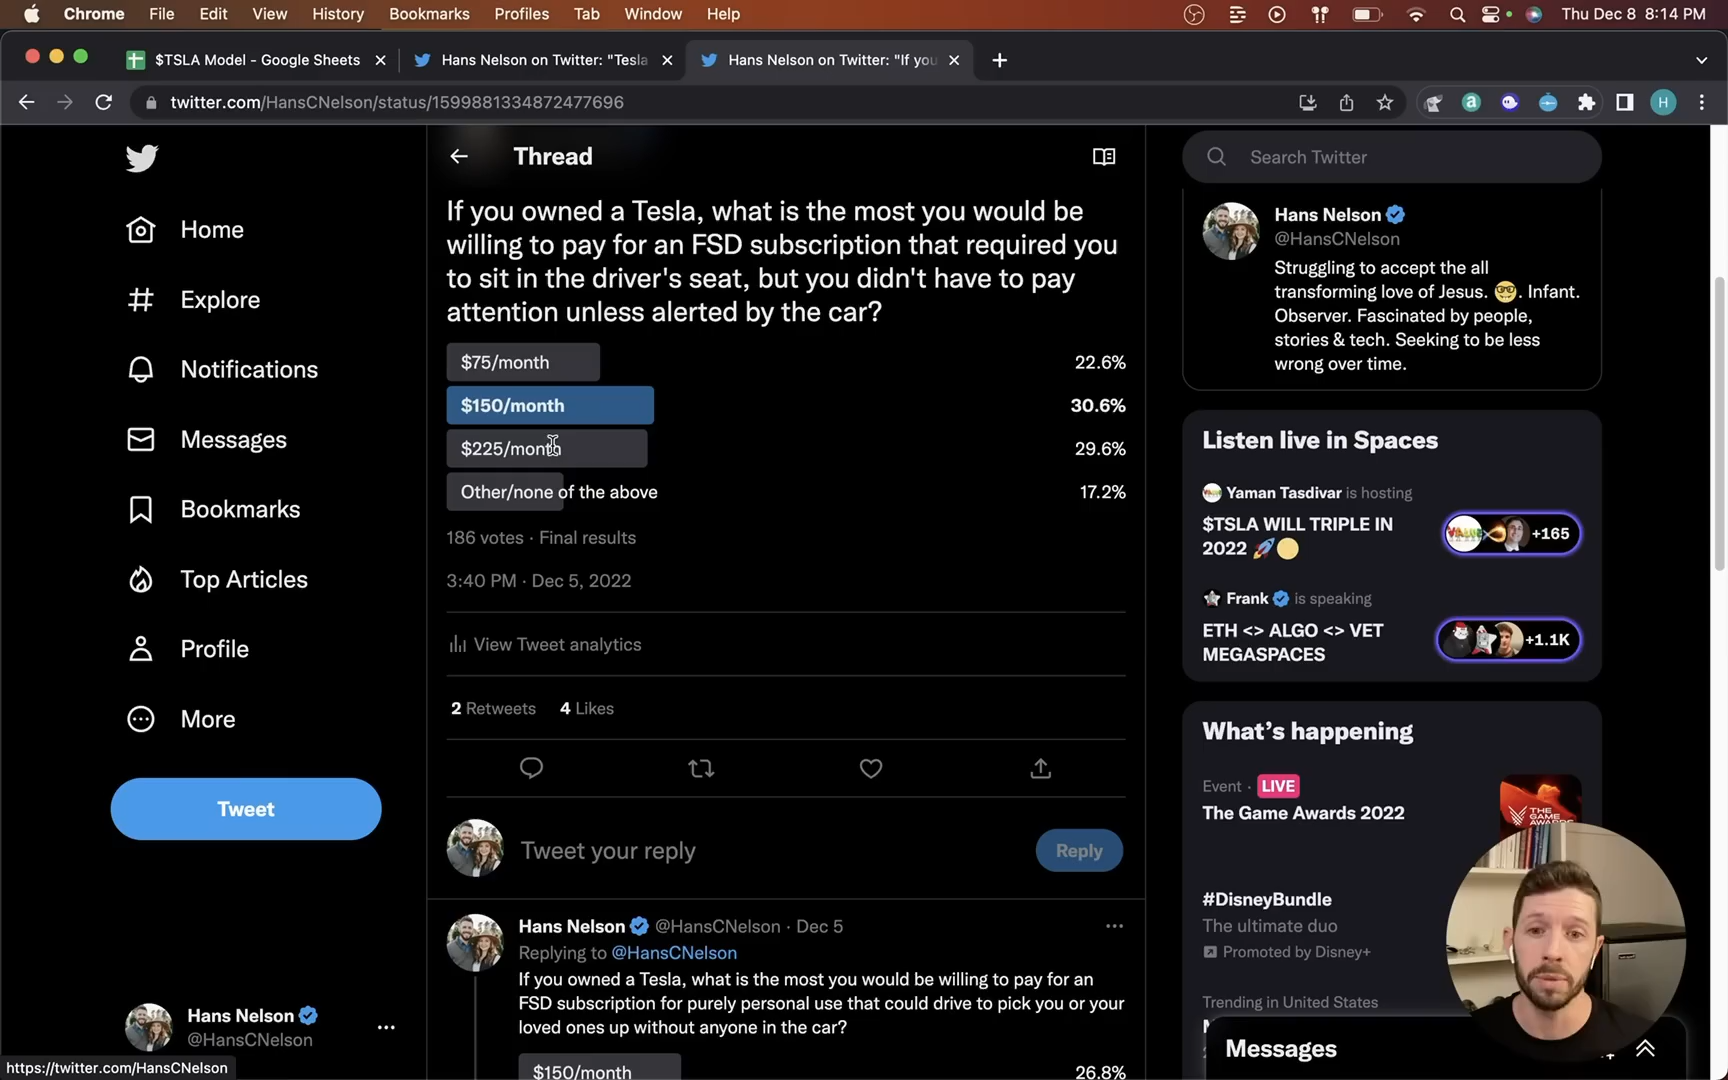 Chrome File Edit View History Bookmarks Profiles Tab Window Help Thu Dec 8 8:14 PM
$TSLA Model - Google Sheets
Hans Nelson on Twitter: "Tesla
Hans Nelson on Twitter: "If you
twitter.com/HansCNelson/status/1599881334872477696
H
Home
Explore
Notifications
Messages
Bookmarks
Top Articles
Profile
More
Tweet
Hans Nelson
@HansCNelson
https://twitter.com/HansCNelson
Thread
If you owned a Tesla, what is the most you would be
willing to pay for an FSD subscription that required you
to sit in the driver's seat, but you didn't have to pay
attention unless alerted by the car?
$75/month 22.6%
$150/month 30.6%
$225/month 29.6%
Other/none of the above 17.2%
186 votes · Final results
3:40 PM · Dec 5, 2022
View Tweet analytics
2 Retweets 4 Likes
Tweet your reply
Reply
Hans Nelson @HansCNelson · Dec 5
Replying to @HansCNelson
If you owned a Tesla, what is the most you would be willing to pay for an
FSD subscription for purely personal use that could drive to pick you or your
loved ones up without anyone in the car?
$150/month 26.8%
Search Twitter
Hans Nelson
@HansCNelson
Struggling to accept the all
transforming love of Jesus. 🤓. Infant.
Observer. Fascinated by people,
stories & tech. Seeking to be less
wrong over time.
Listen live in Spaces
Yaman Tasdivar is hosting
$TSLA WILL TRIPLE IN
2022 🚀🌕
+165
Frank is speaking
ETH <> ALGO <> VET
MEGASPACES
+1.1K
What's happening
Event · LIVE
The Game Awards 2022
THE GAME AWARDS
#DisneyBundle
The ultimate duo
Promoted by Disney+
Trending in United States
Messages